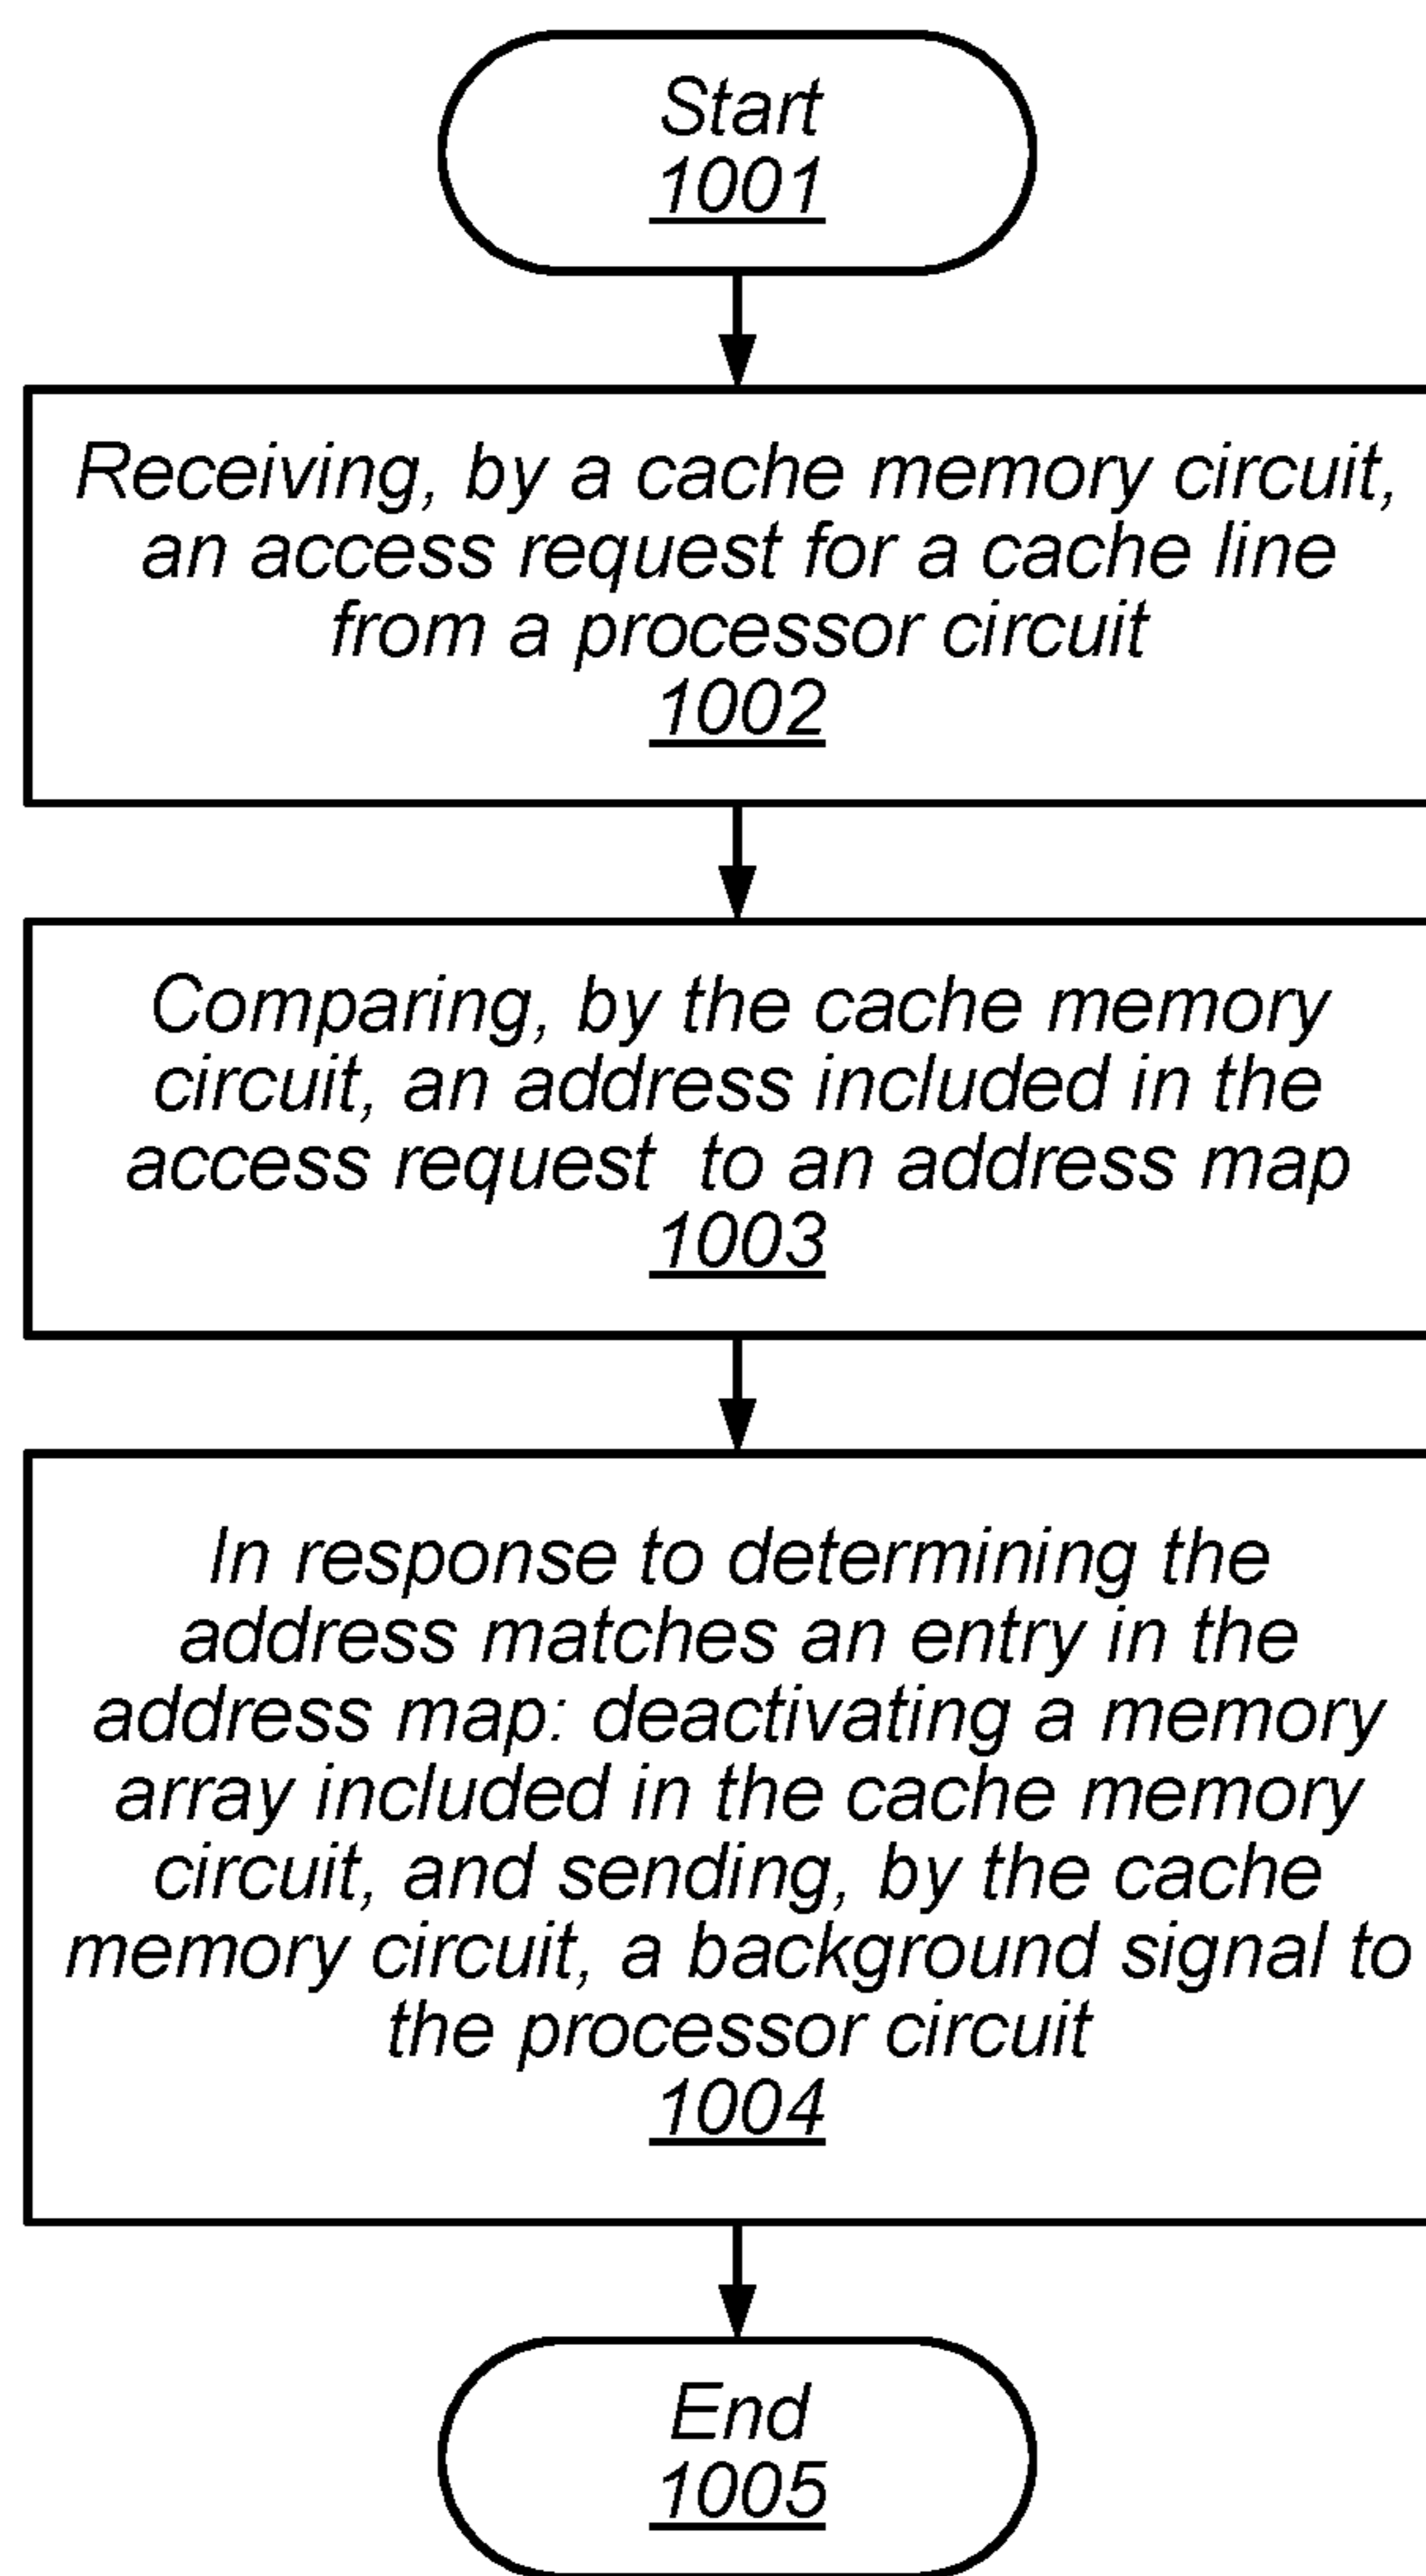 Start
1001
Receiving, by a cache memory circuit,
an access request for a cache line
from a processor circuit
1002
Comparing, by the cache memory
circuit, an address included in the
access request  to an address map
1003
In response to determining the
address matches an entry in the
address map: deactivating a memory
array included in the cache memory
circuit, and sending, by the cache
memory circuit, a background signal to
the processor circuit
1004
End
1005